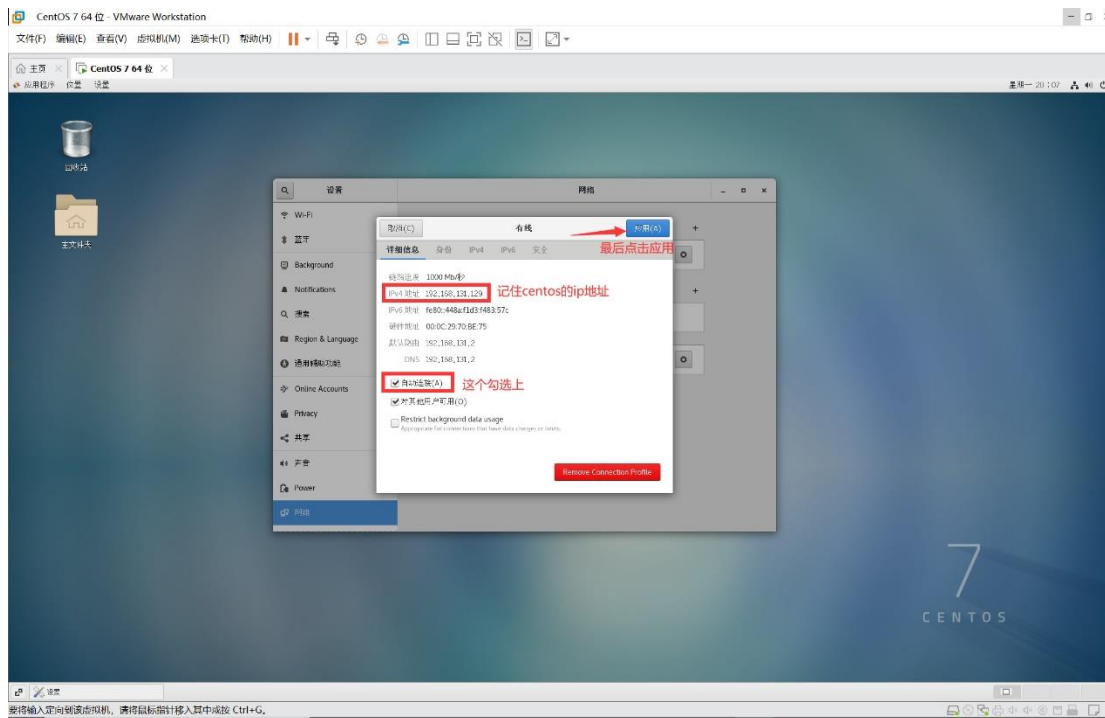 CentOS 7 64 位 - VMware Workstation
文件(F) 编辑(E) 查看(V) 虚拟机(M) 选项卡(T) 帮助(H)
主页 CentOS 7 64 位
应用程序 位置 设置 星期一 20:07
回收站
主文件夹
设置 网络
Wi-Fi
蓝牙
Background
Notifications
搜索
Region & Language
通用辅助功能
Online Accounts
Privacy
共享
声音
Power
网络
取消(C) 有线 应用(A)
最后点击应用
详细信息 身份 IPv4 IPv6 安全
链路速度 1000 Mb/秒
IPv4 地址 192.168.131.129 记住centos的ip地址
IPv6 地址 fe80::448a:f1d3:f483:57c
硬件地址 00:0C:29:70:BE:75
默认路由 192.168.131.2
DNS 192.168.131.2
自动连接(A) 这个勾选上
对其他用户可用(O)
Restrict background data usage
Appropriate for connections that have data charges or limits.
Remove Connection Profile
7
CENTOS
设置
要将输入定向到该虚拟机，请将鼠标指针移入其中或按 Ctrl+G。